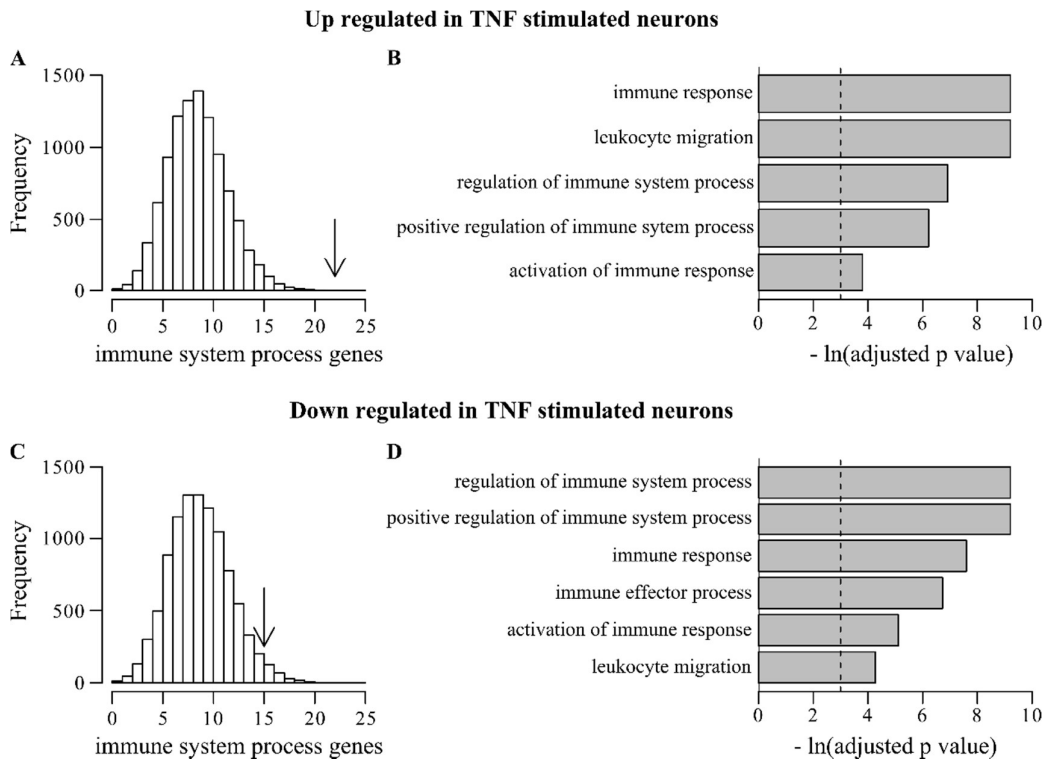 Up regulated in TNF stimulated neurons
A
B
1500
1000
500
0
Frequency
0 5 10 15 20 25
immune system process genes
immune response
leukocyte migration
regulation of immune system process
positive regulation of immune sytem process
activation of immune response
0 2 4 6 8 10
- ln(adjusted p value)
Down regulated in TNF stimulated neurons
C
D
1500
1000
500
0
Frequency
0 5 10 15 20 25
immune system process genes
regulation of immune system process
positive regulation of immune system process
immune response
immune effector process
activation of immune response
leukocyte migration
0 2 4 6 8 10
- ln(adjusted p value)